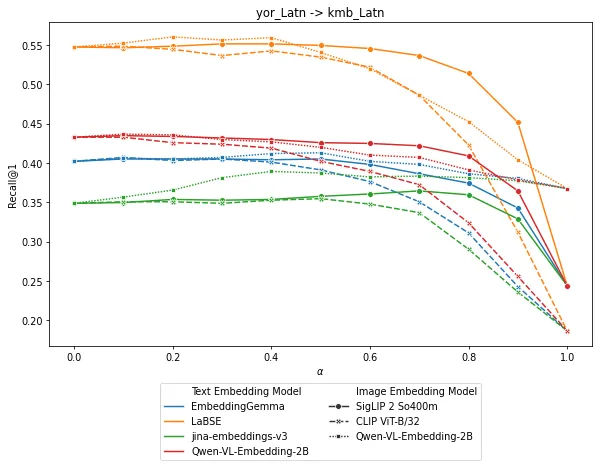 yor_Latn -> kmb_Latn
Recall@1
0.55
0.50
0.45
0.40
0.35
0.30
0.25
0.20
0.0 0.2 0.4 0.6 0.8 1.0
α
Text Embedding Model
EmbeddingGemma
LaBSE
jina-embeddings-v3
Qwen-VL-Embedding-2B
Image Embedding Model
SigLIP 2 So400m
CLIP ViT-B/32
Qwen-VL-Embedding-2B